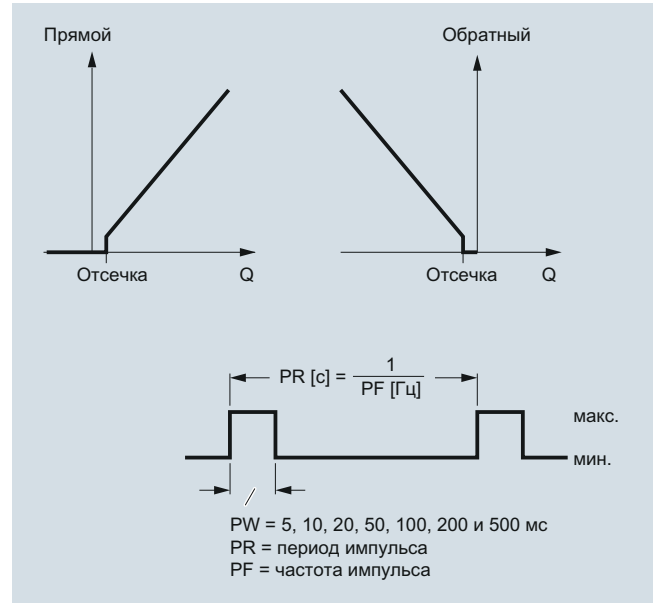 Прямой
Обратный
Отсечка
Q
Отсечка
Q
PR [с] = 1 / PF [Гц]
макс.
мин.
PW = 5, 10, 20, 50, 100, 200 и 500 мс
PR = период импульса
PF = частота импульса